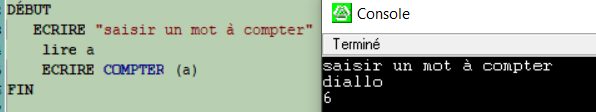 DÉBUT
ECRIRE "saisir un mot à compter"
lire a
ECRIRE COMPTER (a)
FIN
Console
Terminé
saisir un mot à compter
diallo
6